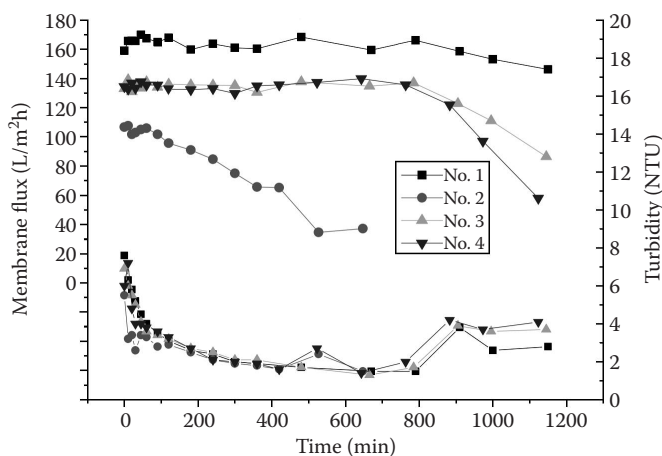 Membrane flux (L/m²h)
180
160
140
120
100
80
60
40
20
0
No. 1
No. 2
No. 3
No. 4
20
18
16
14
12
10
8
6
4
2
0
Turbidity (NTU)
0 200 400 600 800 1000 1200
Time (min)